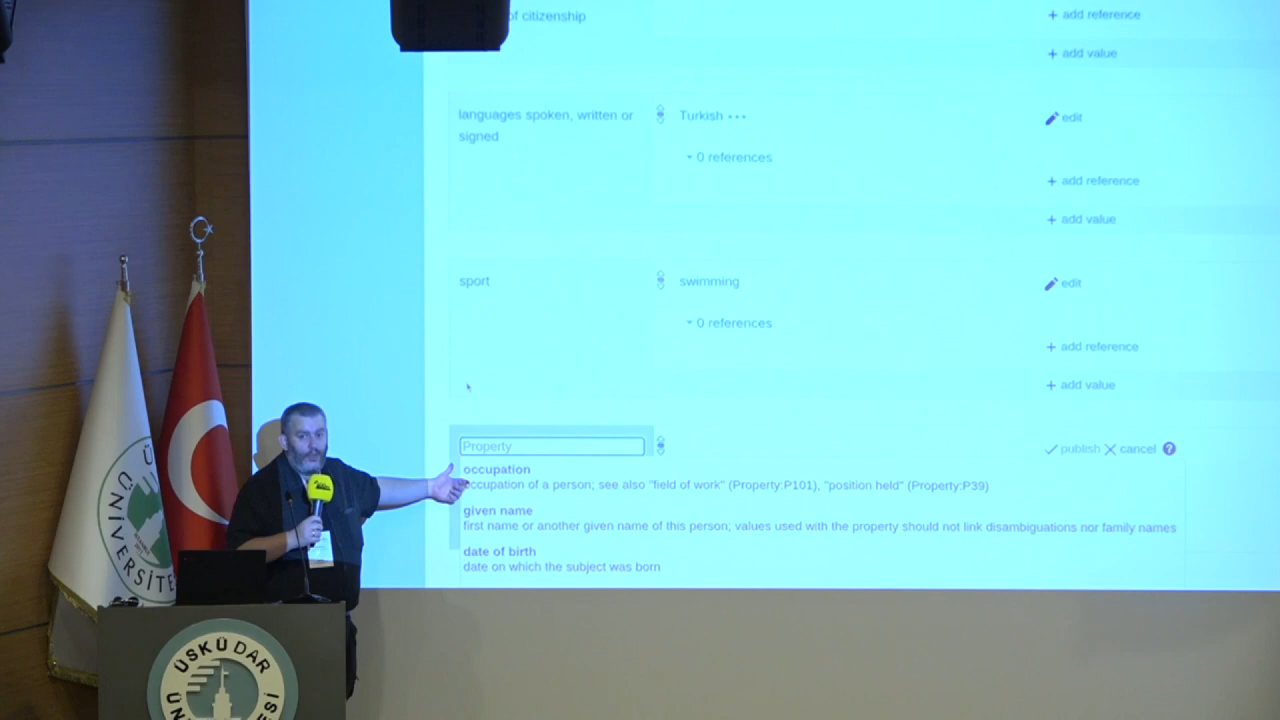 of citizenship
+ add reference
+ add value
languages spoken, written or
signed
Turkish
edit
0 references
+ add reference
+ add value
sport
swimming
edit
0 references
+ add reference
+ add value
Property
publish
cancel
?
occupation
occupation of a person; see also "field of work" (Property:P101), "position held" (Property:P39)
given name
first name or another given name of this person; values used with the property should not link disambiguations nor family names
date of birth
date on which the subject was born
ÜNİVERSİTE
ÜSKÜDAR